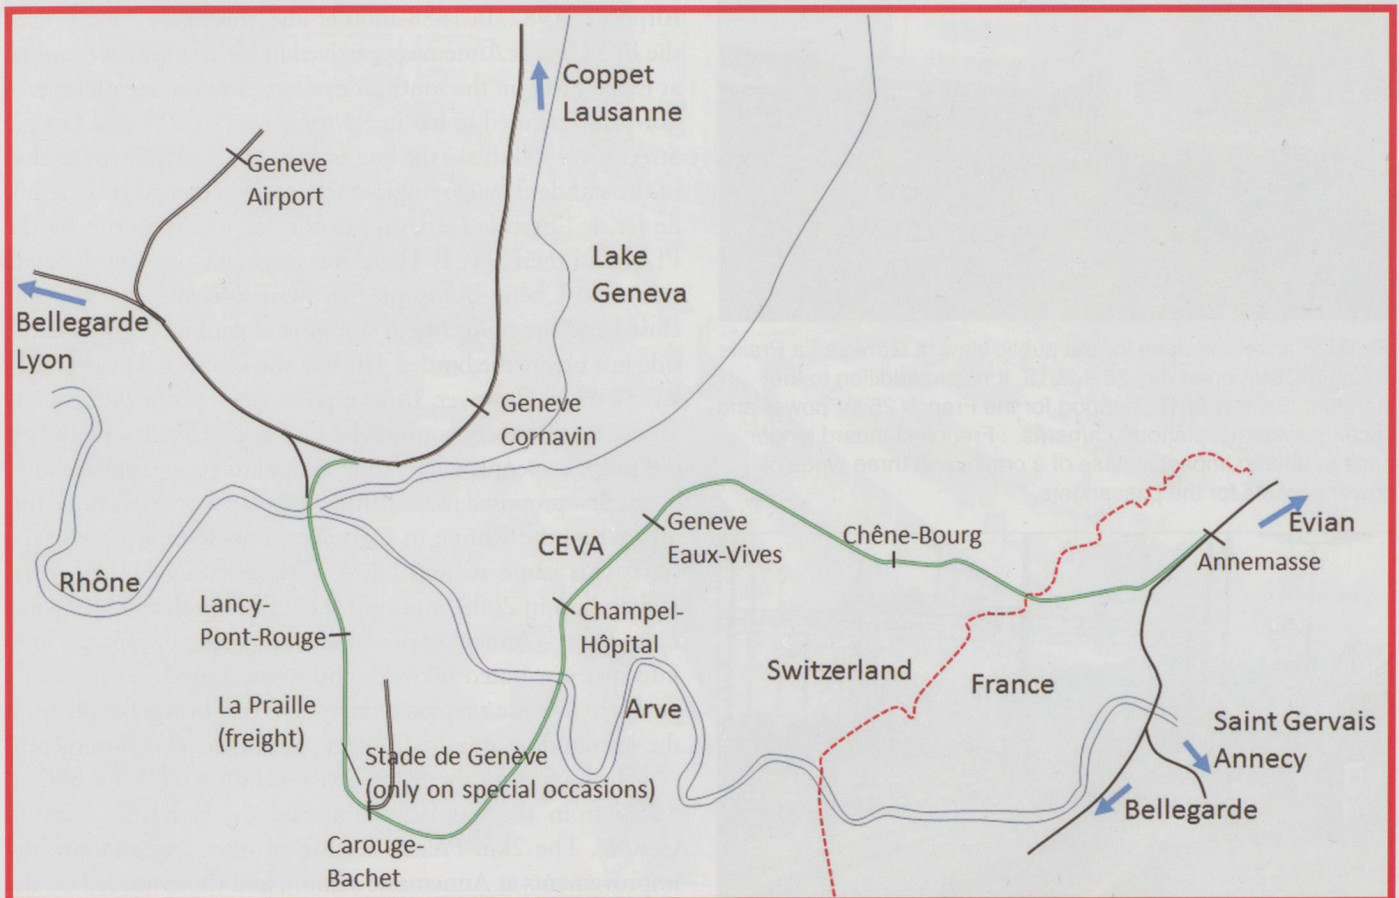 Coppet
Lausanne
Geneve
Airport
Lake
Geneva
Bellegarde
Lyon
Geneve
Cornavin
Rhône
CEVA
Geneve
Eaux-Vives
Chêne-Bourg
Evian
Annemasse
Lancy-
Pont-Rouge
Champel-
Hôpital
Switzerland
France
La Praille
(freight)
Arve
Saint Gervais
Annecy
Stade de Genève
(only on special occasions)
Bellegarde
Carouge-
Bachet